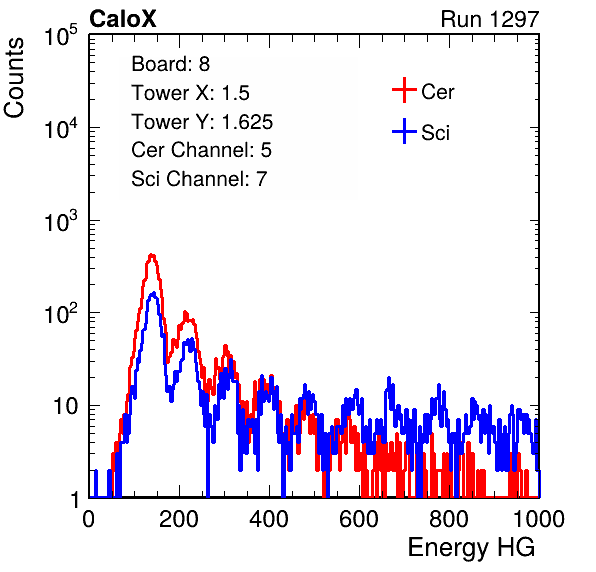 CaloX Run 1297
Counts
10^5
10^4
10^3
10^2
10
1
Board: 8
Tower X: 1.5
Tower Y: 1.625
Cer Channel: 5
Sci Channel: 7
Cer
Sci
0 200 400 600 800 1000
Energy HG